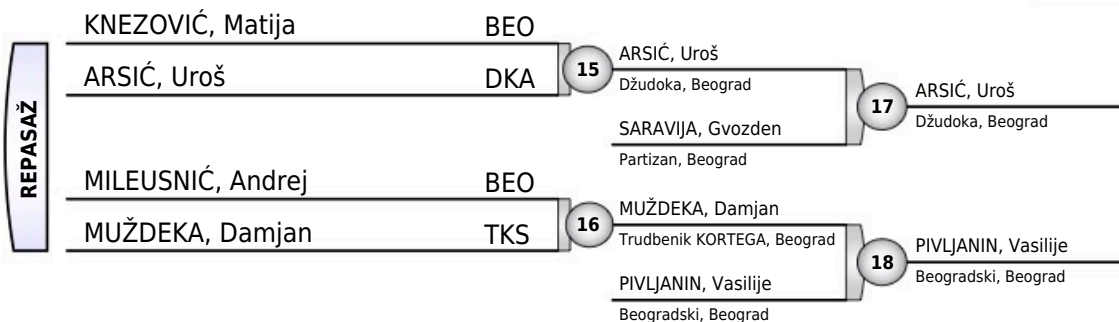 REPASAŽ
KNEZOVIĆ, Matija BEO
ARSIĆ, Uroš DKA
15
ARSIĆ, Uroš
Džudoka, Beograd
SARAVIJA, Gvozden
Partizan, Beograd
17
ARSIĆ, Uroš
Džudoka, Beograd
MILEUSNIĆ, Andrej BEO
MUŽDEKA, Damjan TKS
16
MUŽDEKA, Damjan
Trudbenik KORTEGA, Beograd
PIVLJANIN, Vasilije
Beogradski, Beograd
18
PIVLJANIN, Vasilije
Beogradski, Beograd